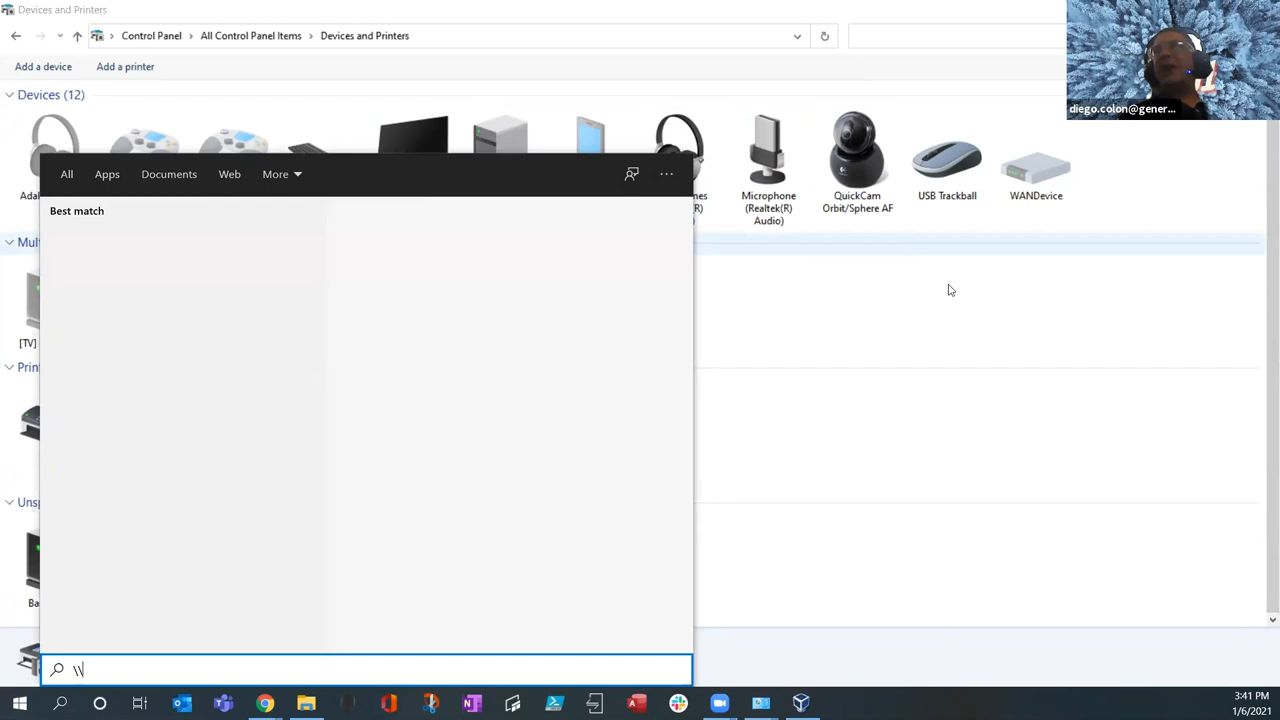 Devices and Printers
Control Panel > All Control Panel Items > Devices and Printers
Add a device
Add a printer
diego.colon@gener...
Devices (12)
Microphone
(Realtek(R)
Audio)
QuickCam
Orbit/Sphere AF
USB Trackball
WANDevice
All
Apps
Documents
Web
More
...
Best match
[TV]
\\
3:41 PM
1/6/2021